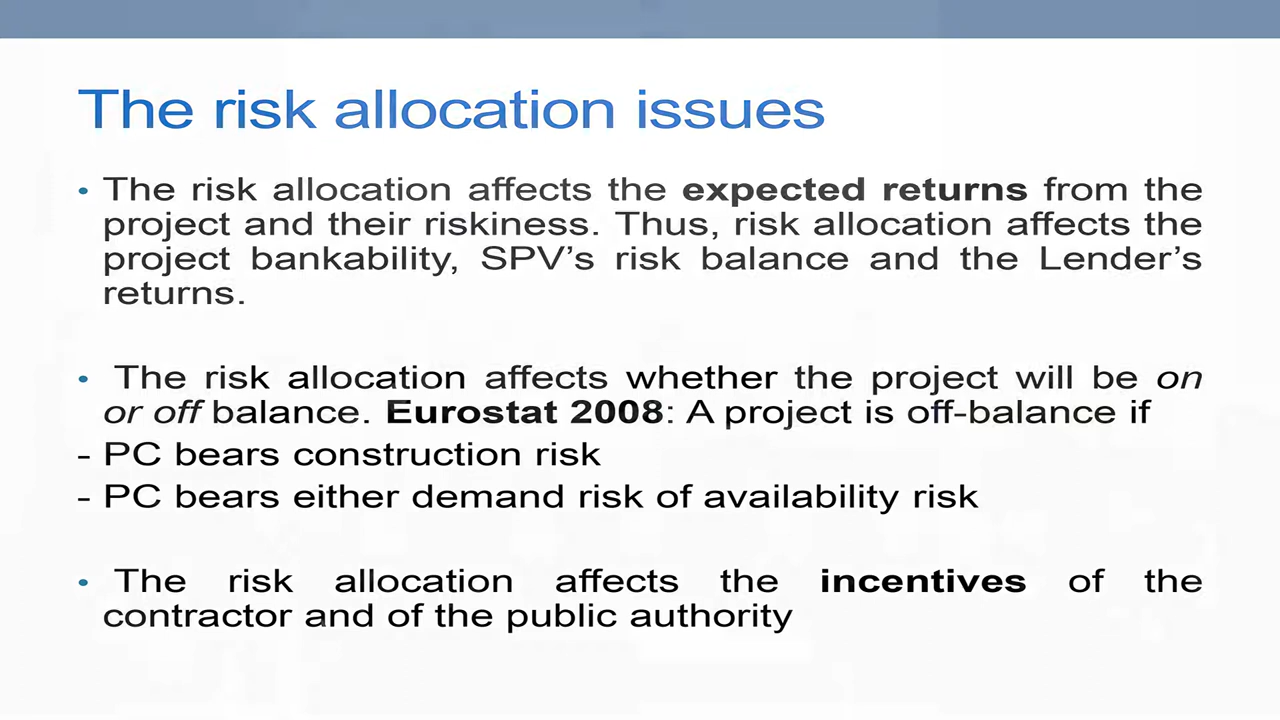 The risk allocation issues
• The risk allocation affects the expected returns from the
project and their riskiness. Thus, risk allocation affects the
project bankability, SPV’s risk balance and the Lender’s
returns.
• The risk allocation affects whether the project will be on
or off balance. Eurostat 2008: A project is off-balance if
- PC bears construction risk
- PC bears either demand risk of availability risk
• The risk allocation affects the incentives of the
contractor and of the public authority